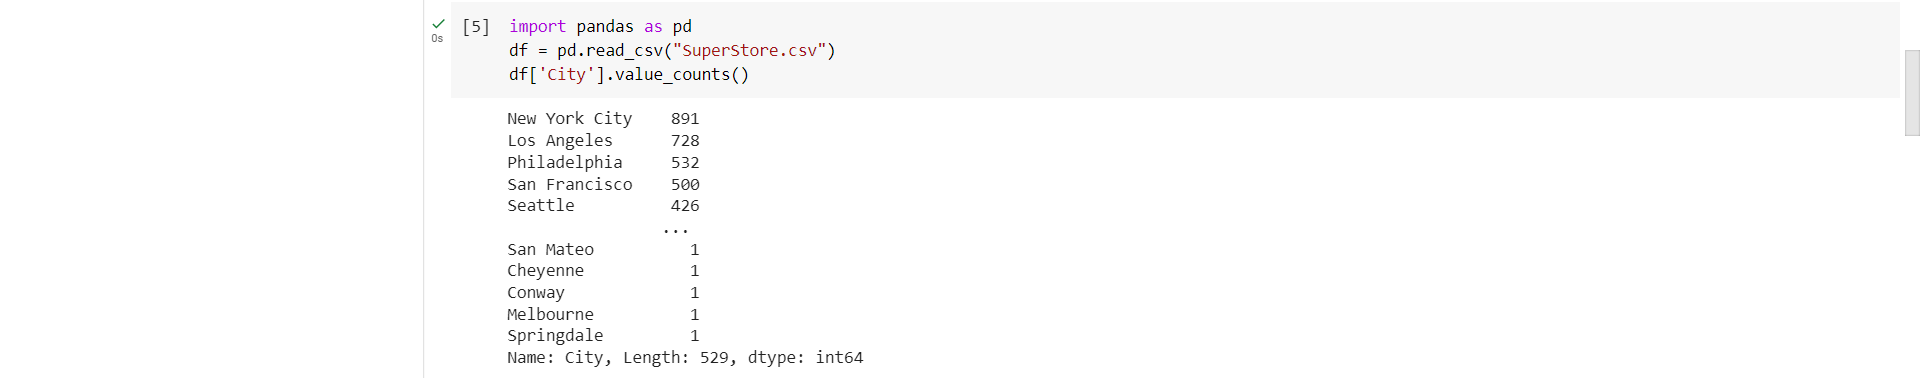 [5] import pandas as pd
0s df = pd.read_csv("SuperStore.csv")
df['City'].value_counts()
New York City    891
Los Angeles      728
Philadelphia     532
San Francisco    500
Seattle          426
                ...
San Mateo          1
Cheyenne           1
Conway             1
Melbourne          1
Springdale         1
Name: City, Length: 529, dtype: int64